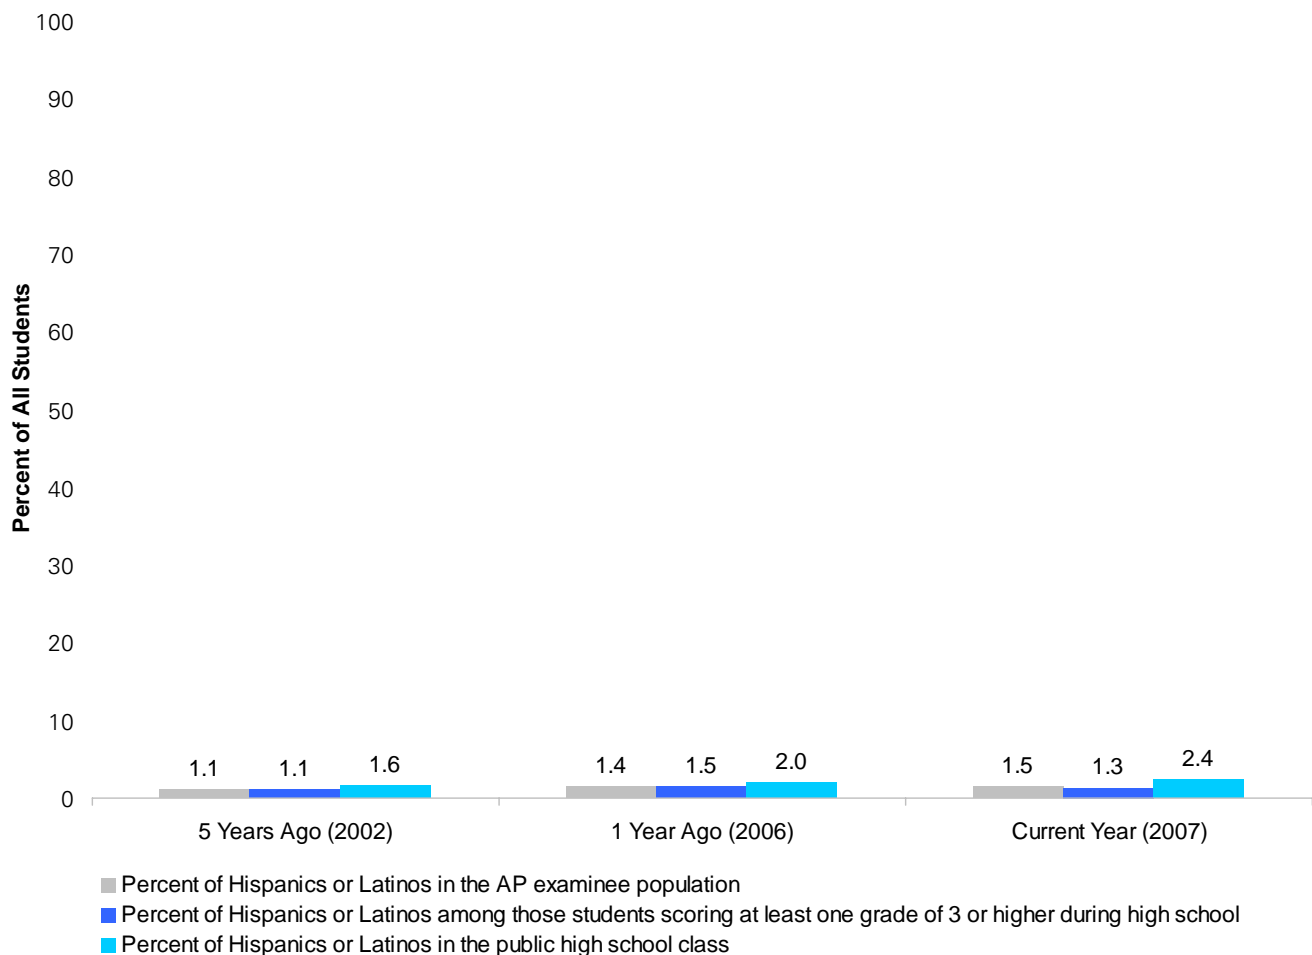 100
90
80
70
60
50
40
30
20
10
0
Percent of All Students
1.1 1.1 1.6 1.4 1.5 2.0 1.5 1.3 2.4
5 Years Ago (2002) 1 Year Ago (2006) Current Year (2007)
Percent of Hispanics or Latinos in the AP examinee population
Percent of Hispanics or Latinos among those students scoring at least one grade of 3 or higher during high school
Percent of Hispanics or Latinos in the public high school class